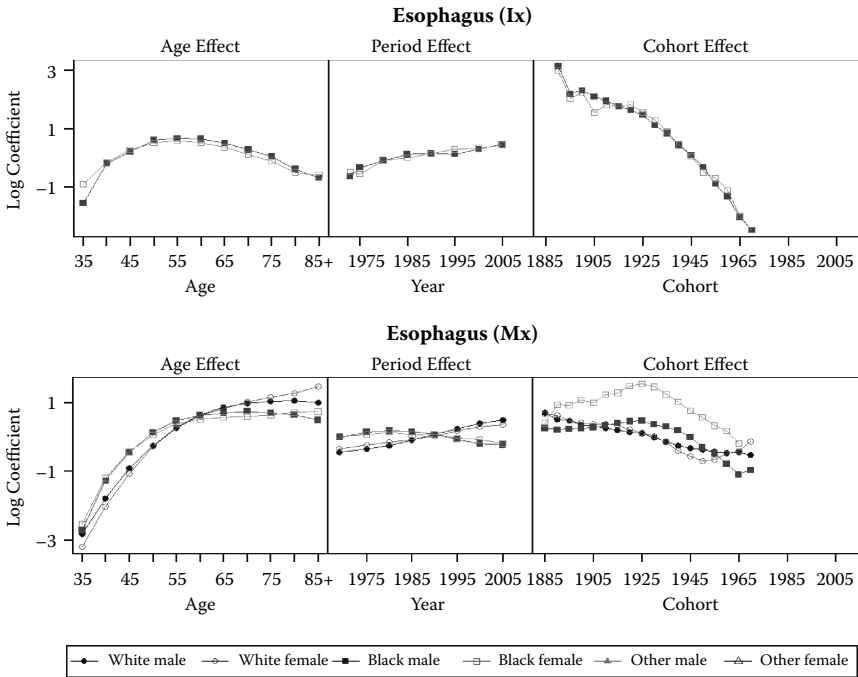 Esophagus (Ix)
Age Effect Period Effect Cohort Effect
Log Coefficient
3
1
−1
35 45 55 65 75 85+ 1975 1985 1995 2005 1885 1905 1925 1945 1965 1985 2005
Age Year Cohort
Esophagus (Mx)
Age Effect Period Effect Cohort Effect
Log Coefficient
1
−1
−3
35 45 55 65 75 85+ 1975 1985 1995 2005 1885 1905 1925 1945 1965 1985 2005
Age Year Cohort
White male White female Black male Black female Other male Other female